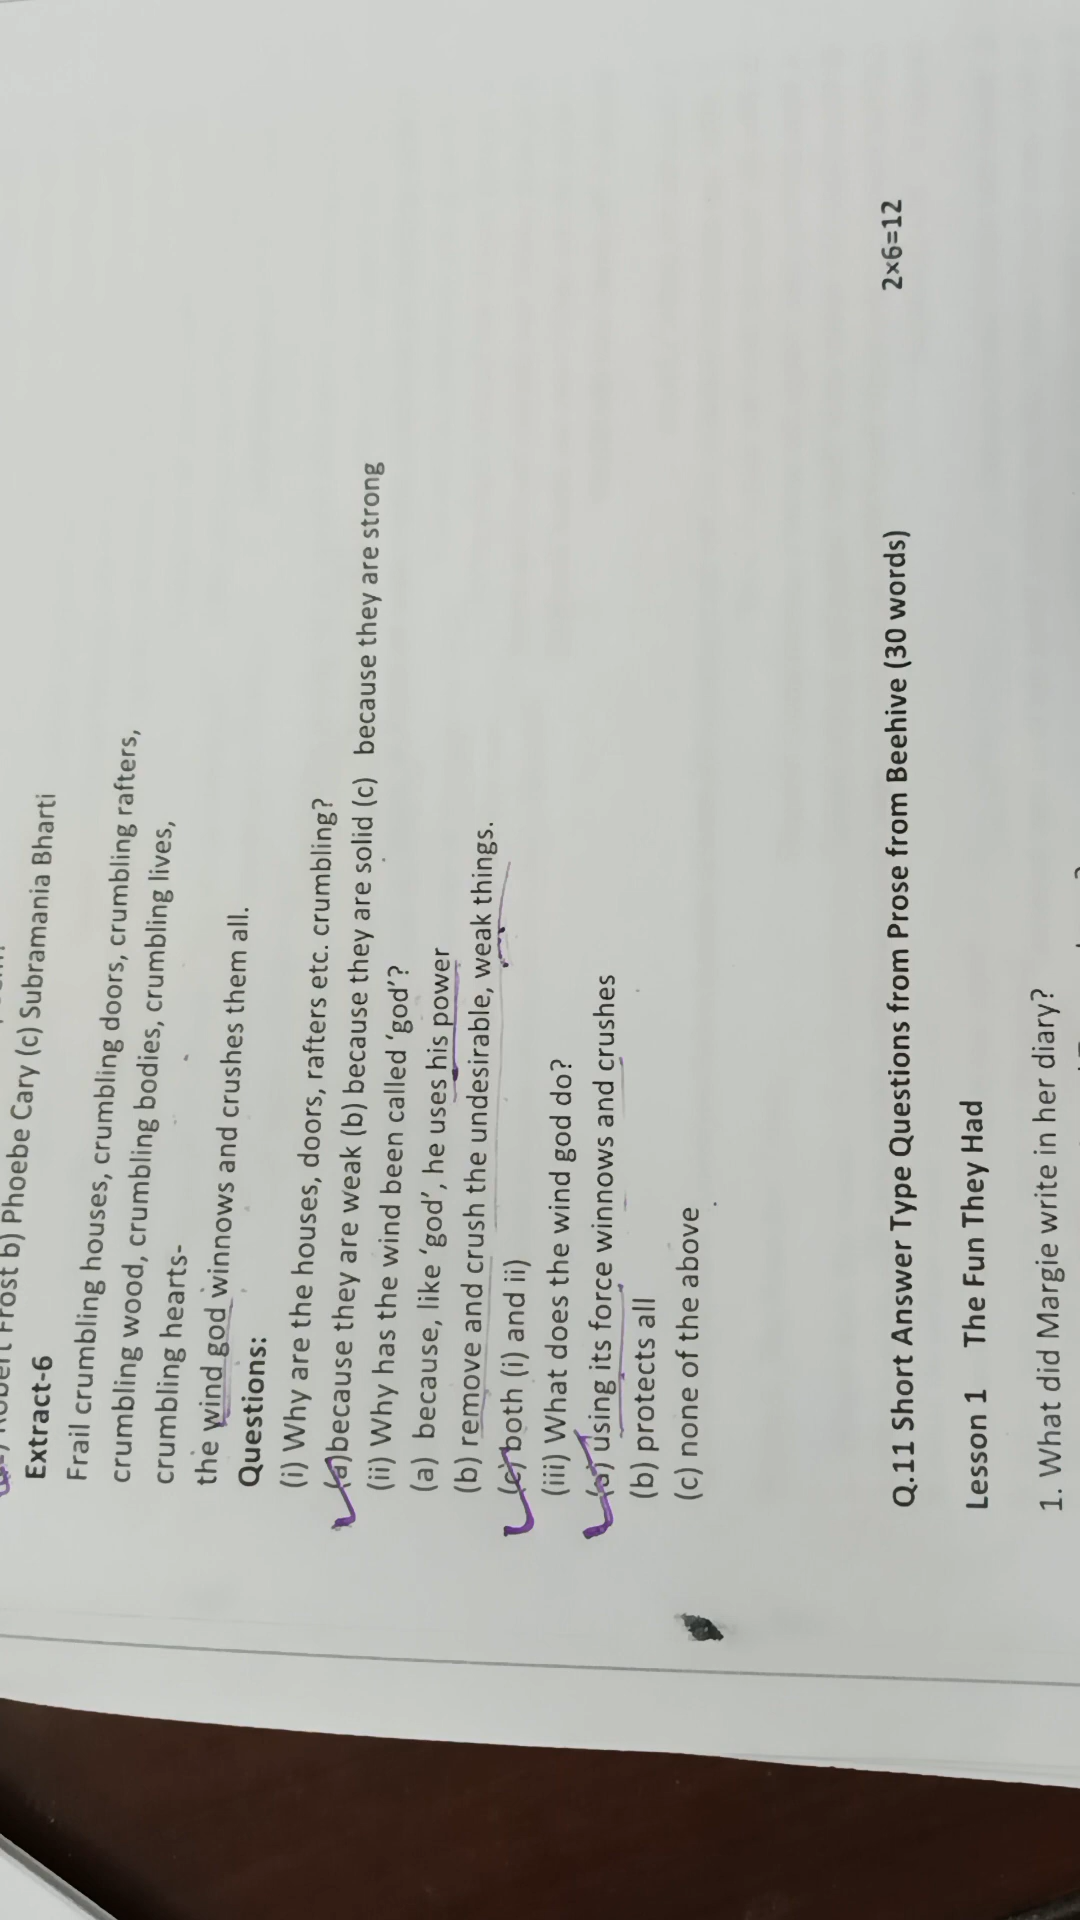 Frost b) Phoebe Cary (c) Subramania Bharti
Extract-6
Frail crumbling houses, crumbling doors, crumbling rafters,
crumbling wood, crumbling bodies, crumbling lives,
crumbling hearts-
the wind god winnows and crushes them all.
Questions:
(i) Why are the houses, doors, rafters etc. crumbling?
(a)because they are weak (b) because they are solid (c) because they are strong
(ii) Why has the wind been called ‘god’?
(a) because, like ‘god’, he uses his power
(b) remove and crush the undesirable, weak things.
(c) both (i) and ii)
(iii) What does the wind god do?
(a) using its force winnows and crushes
(b) protects all
(c) none of the above
Q.11 Short Answer Type Questions from Prose from Beehive (30 words) 2×6=12
Lesson 1 The Fun They Had
1. What did Margie write in her diary?